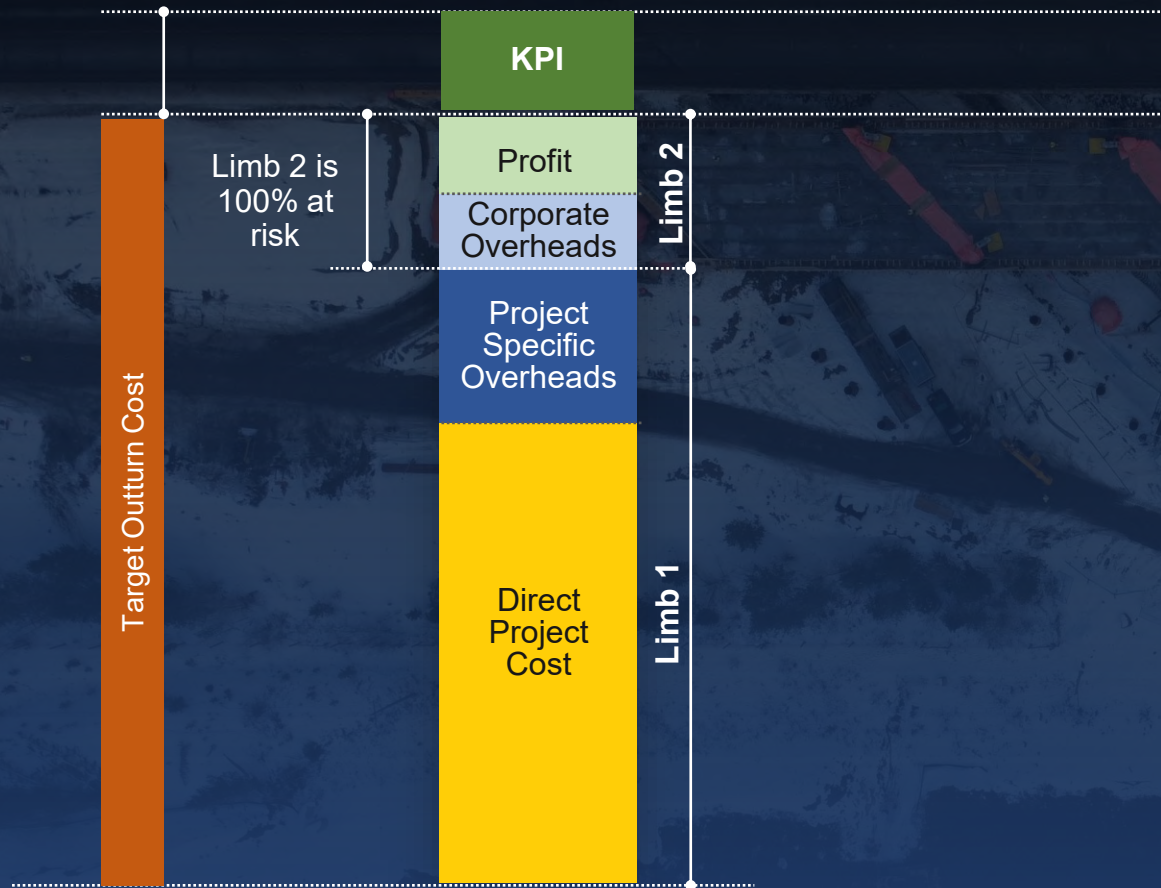 KPI
Limb 2 is
100% at
risk
Profit
Corporate
Overheads
Limb 2
Project
Specific
Overheads
Target Outturn Cost
Direct
Project
Cost
Limb 1